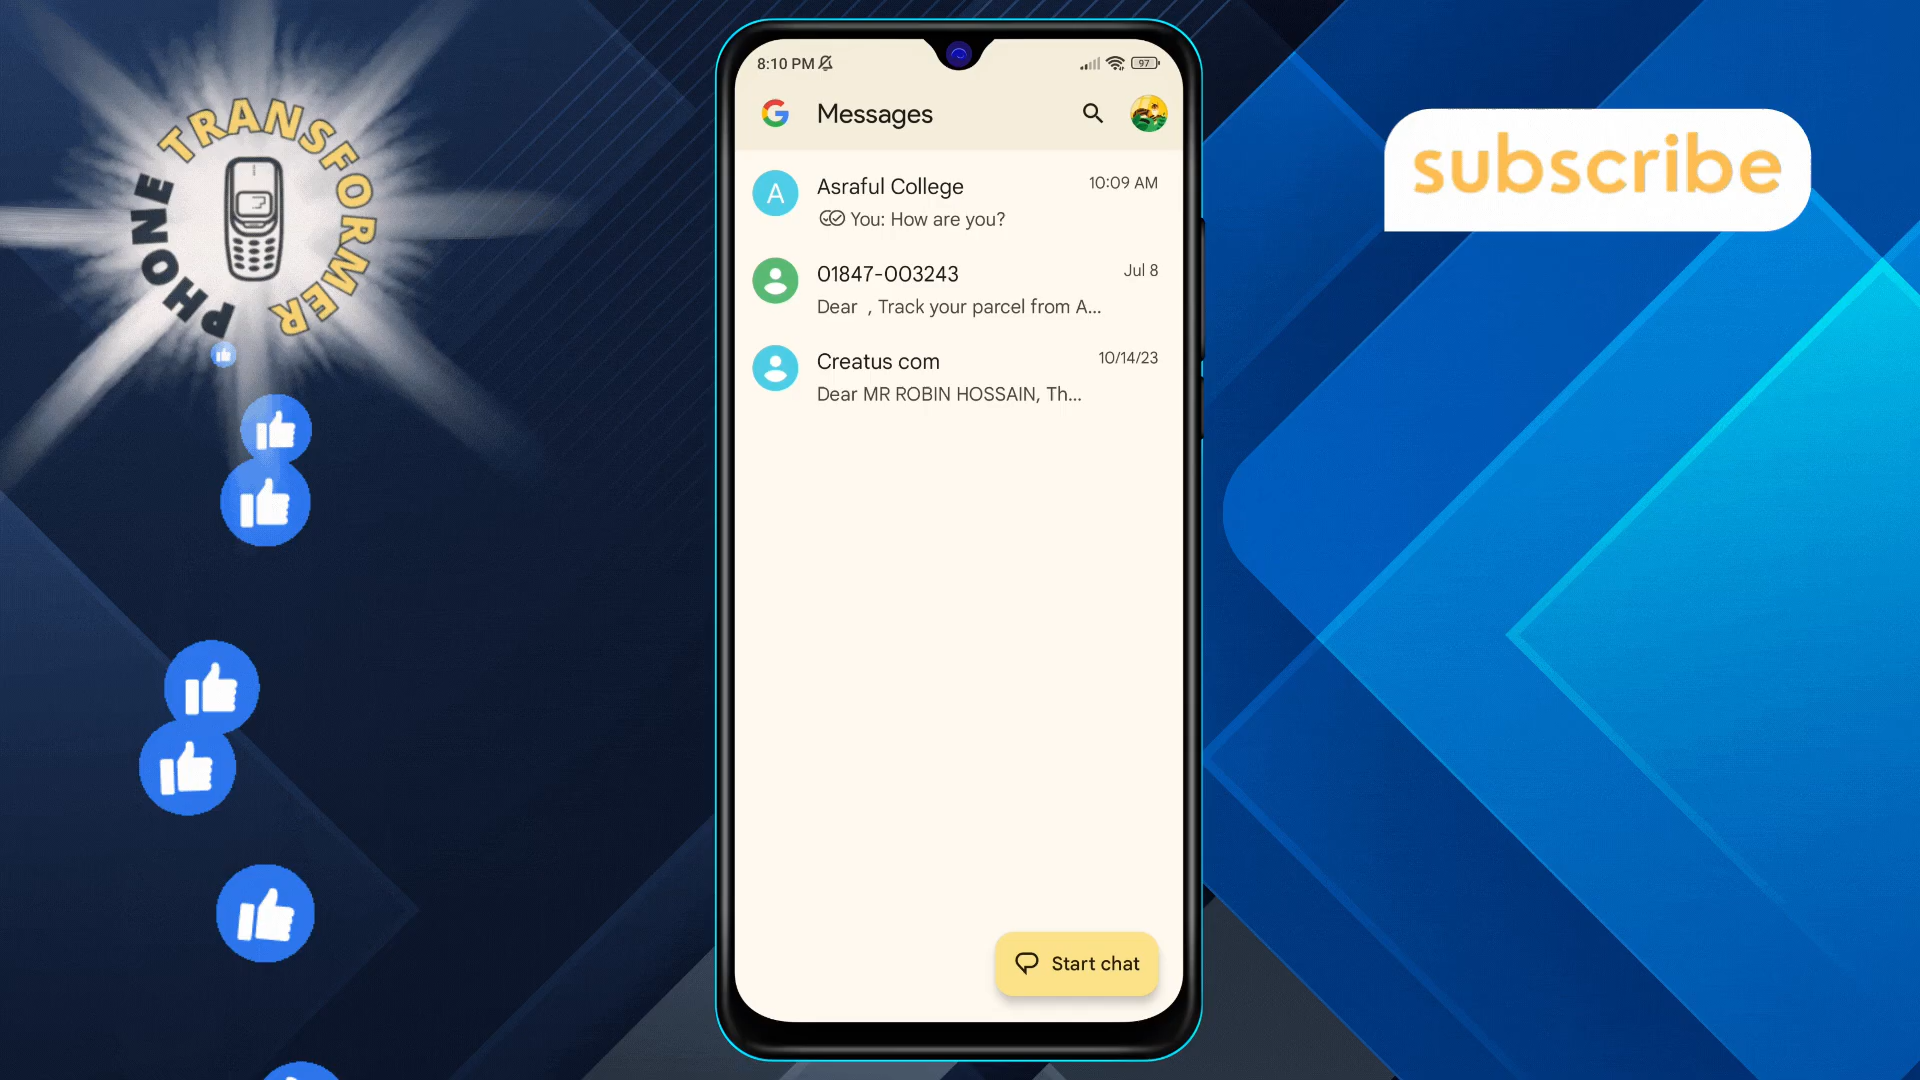 PHONE TRANSFORMER
8:10 PM
97
Messages
subscribe
A
Asraful College
10:09 AM
You: How are you?
01847-003243
Jul 8
Dear , Track your parcel from A...
Creatus com
10/14/23
Dear MR ROBIN HOSSAIN, Th...
Start chat